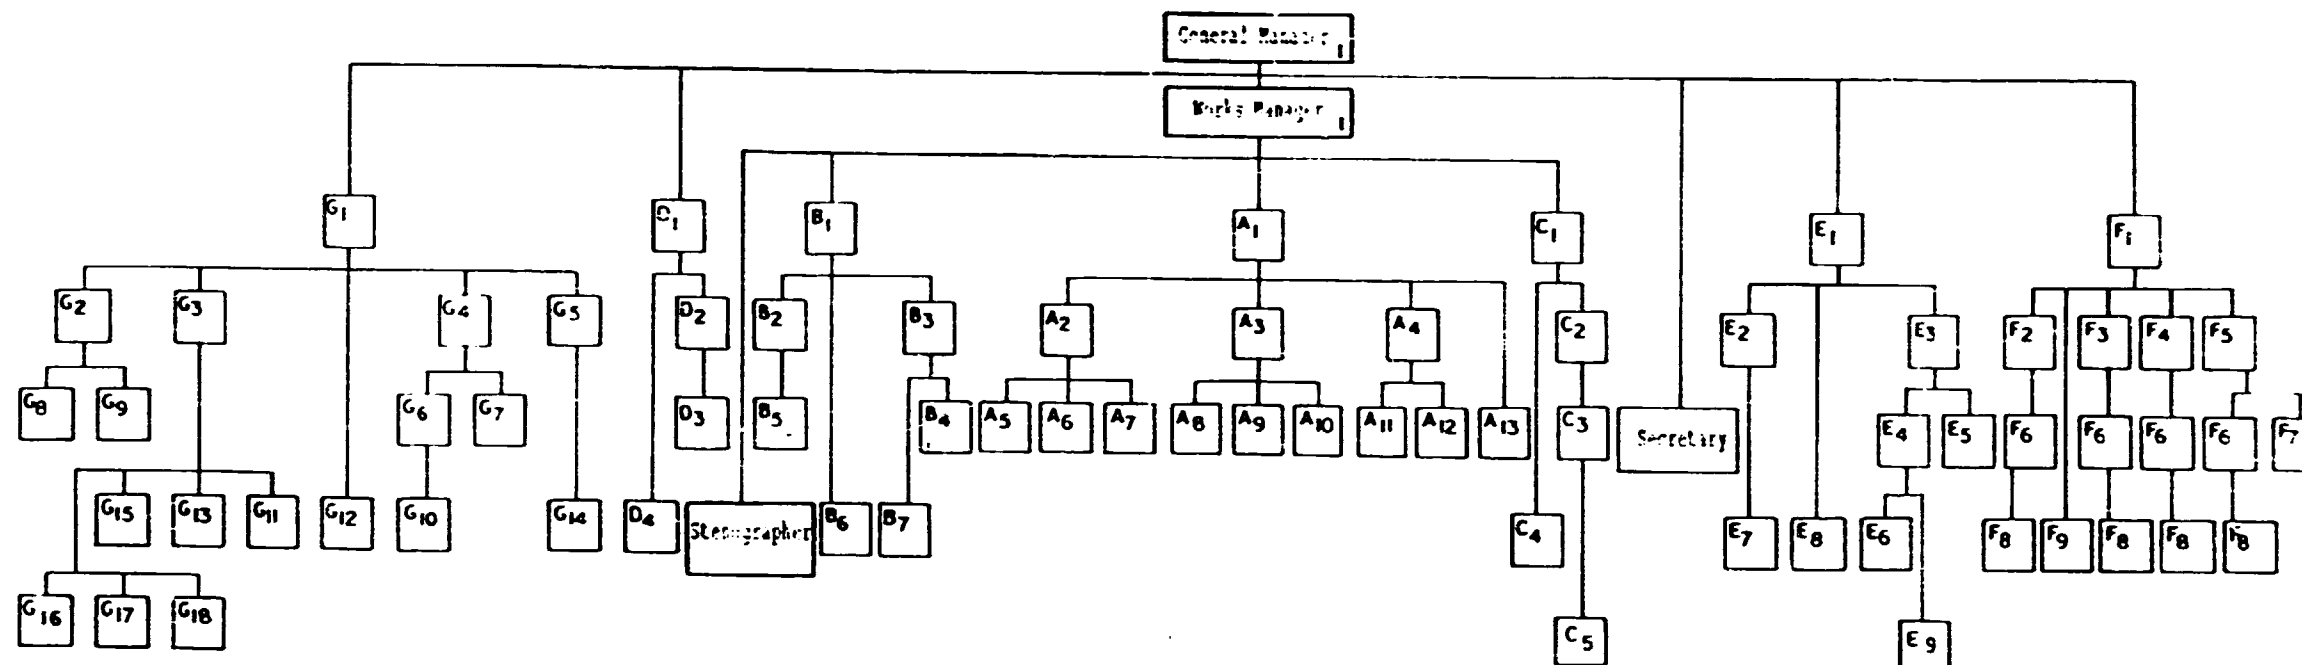 General Manager 1
Works Manager 1
G1 D1 B1 A1 C1 E1 F1
G2 G3 G4 G5 D2 B2 B3 A2 A3 A4 C2 E2 E3 F2 F3 F4 F5
G8 G9 G6 G7 D3 B5 B4 A5 A6 A7 A8 A9 A10 A11 A12 A13 C3 Secretary E4 E5 F6 F6 F6 F6 F7
G15 G13 G11 G12 G10 G14 D4 Stenographer B6 B7 C4 E7 E8 E6 F8 F9 F8 F8 F8
G16 G17 G18 C5 E9